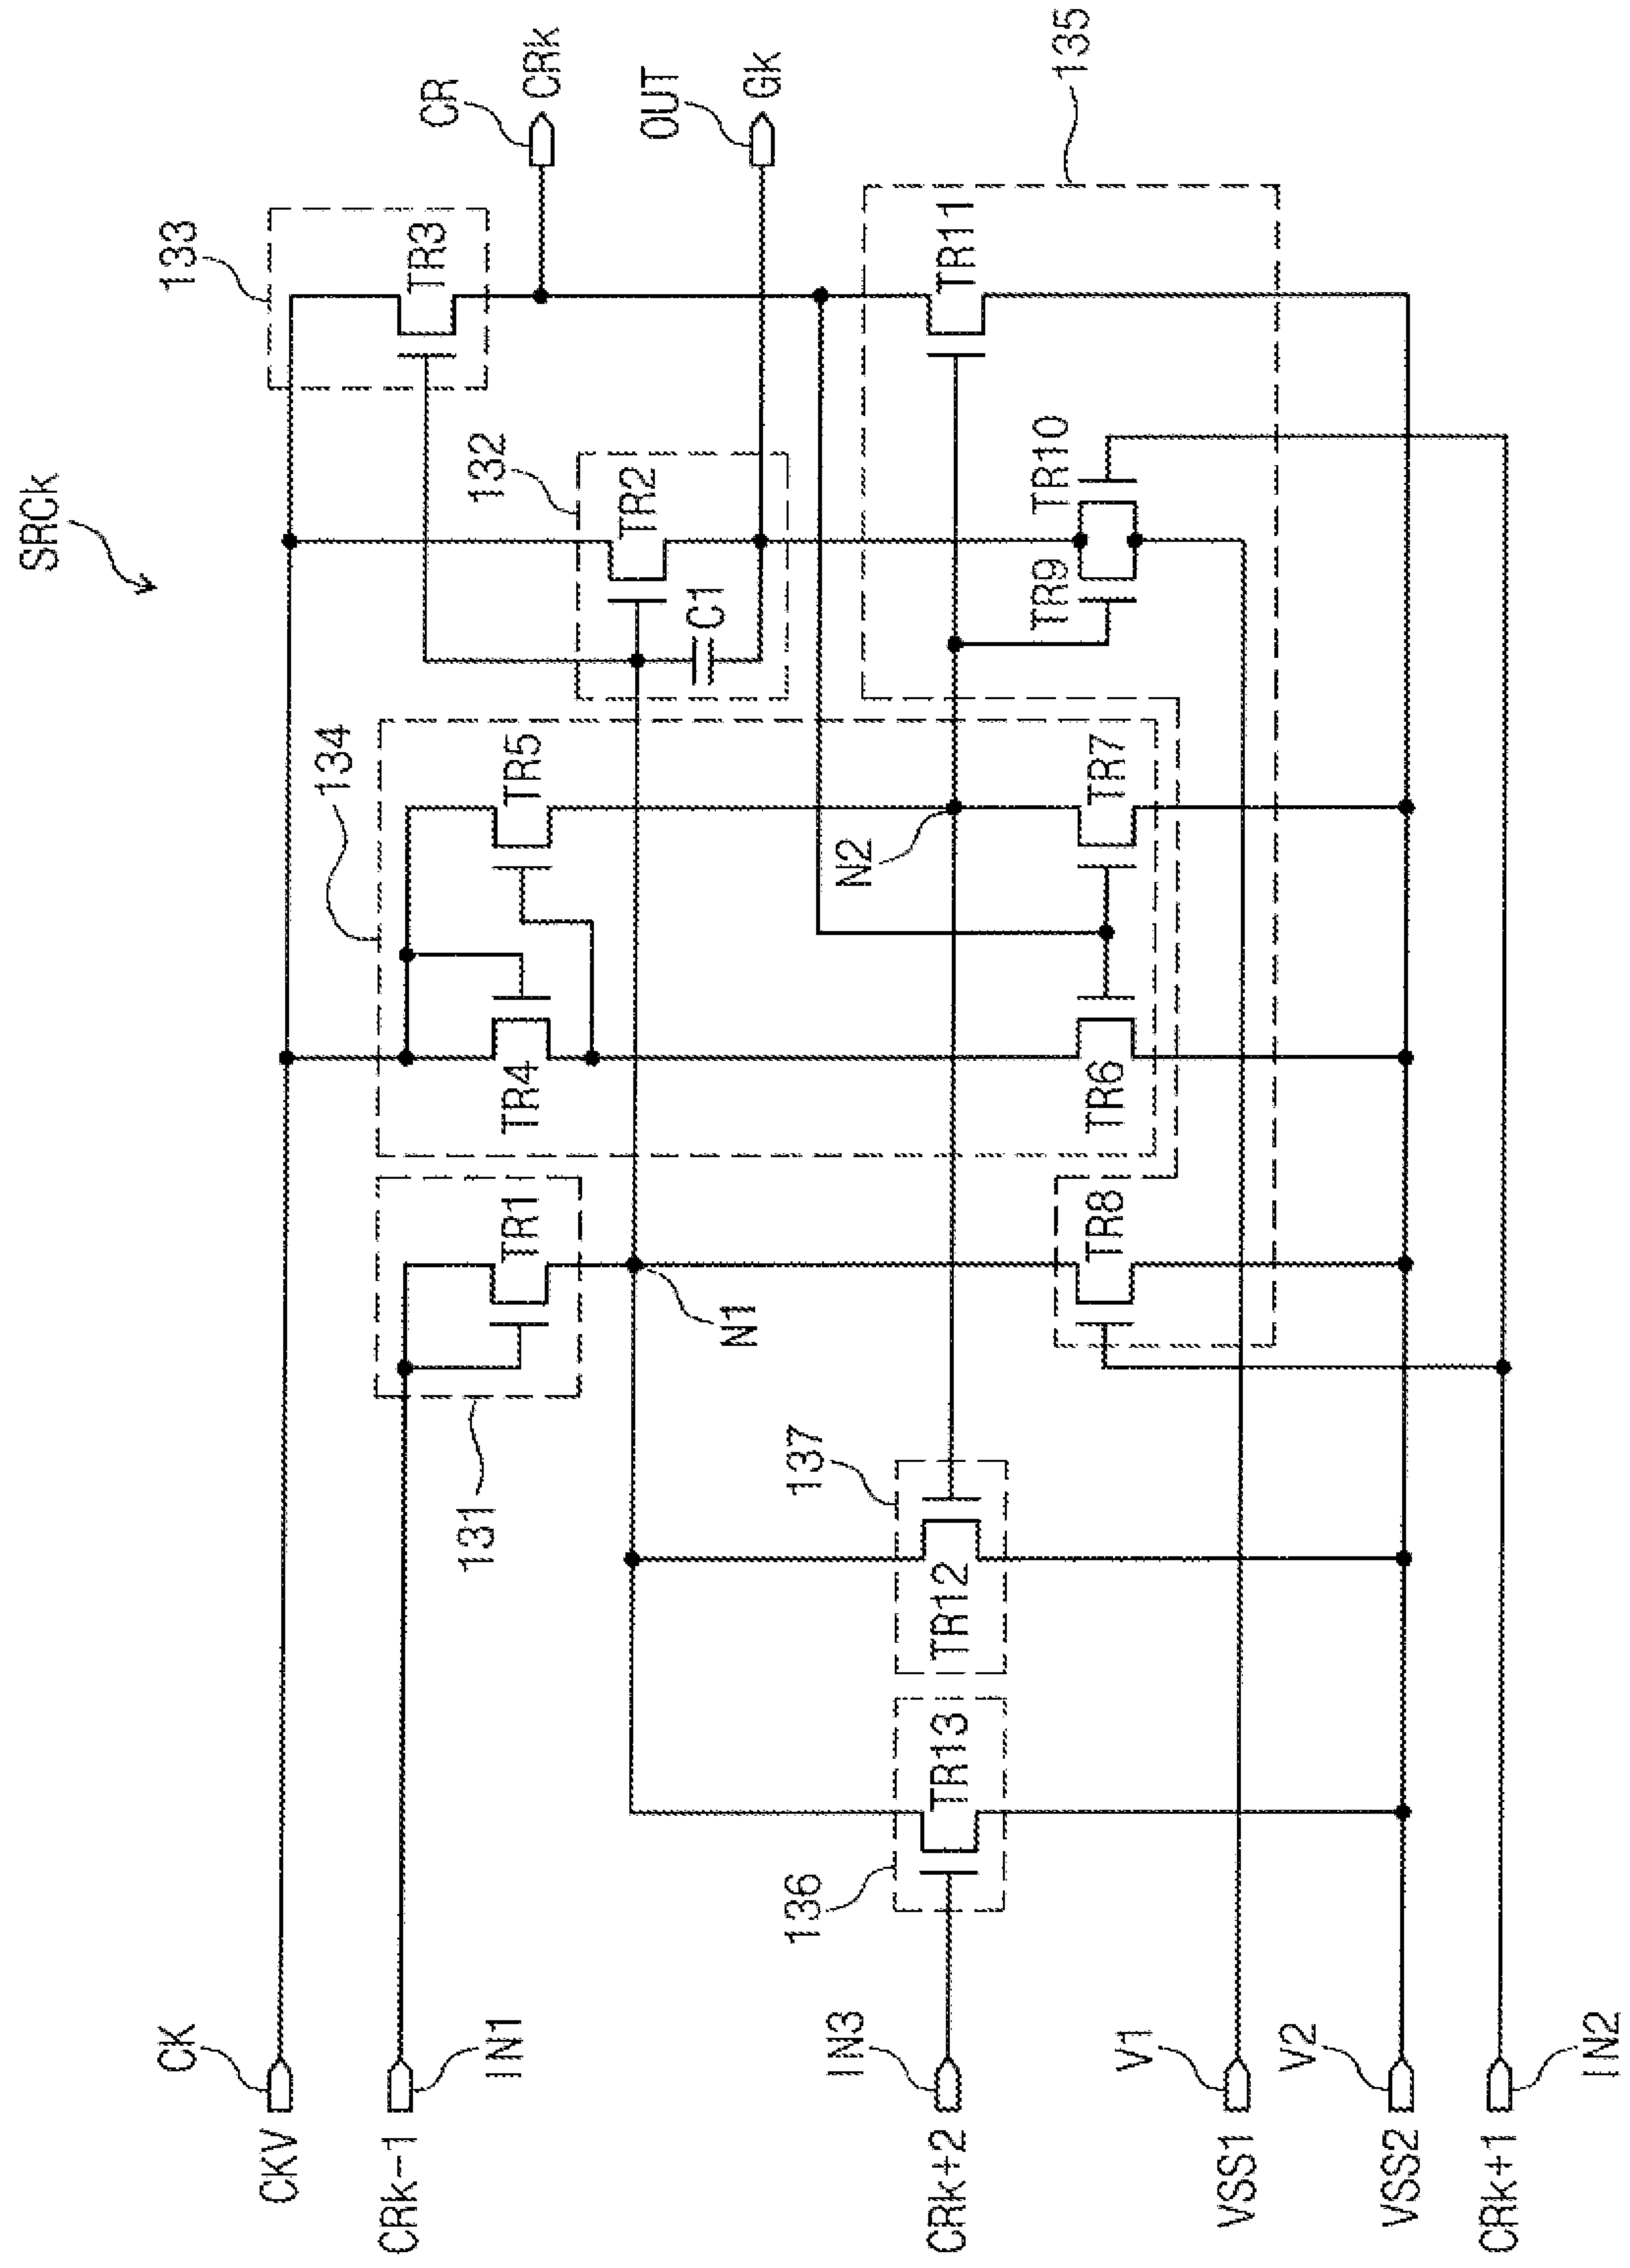 SRCk
133
TR3
CR
CRk
132
TR2
C1
OUT
Gk
134
TR5
TR4
N2
TR7
TR6
135
TR11
TR10
TR9
131
TR1
N1
TR8
137
TR12
136
TR13
CK
CKV
IN1
CRk-1
IN3
CRk+2
V1
VSS1
V2
VSS2
IN2
CRk+1